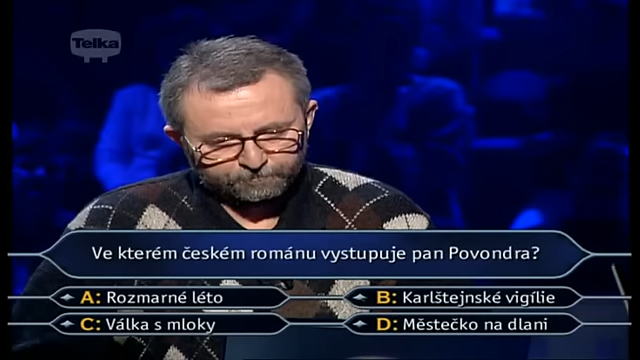 Telka
Ve kterém českém románu vystupuje pan Povondra?
A: Rozmarné léto
B: Karlštejnské vigílie
C: Válka s mloky
D: Městečko na dlani